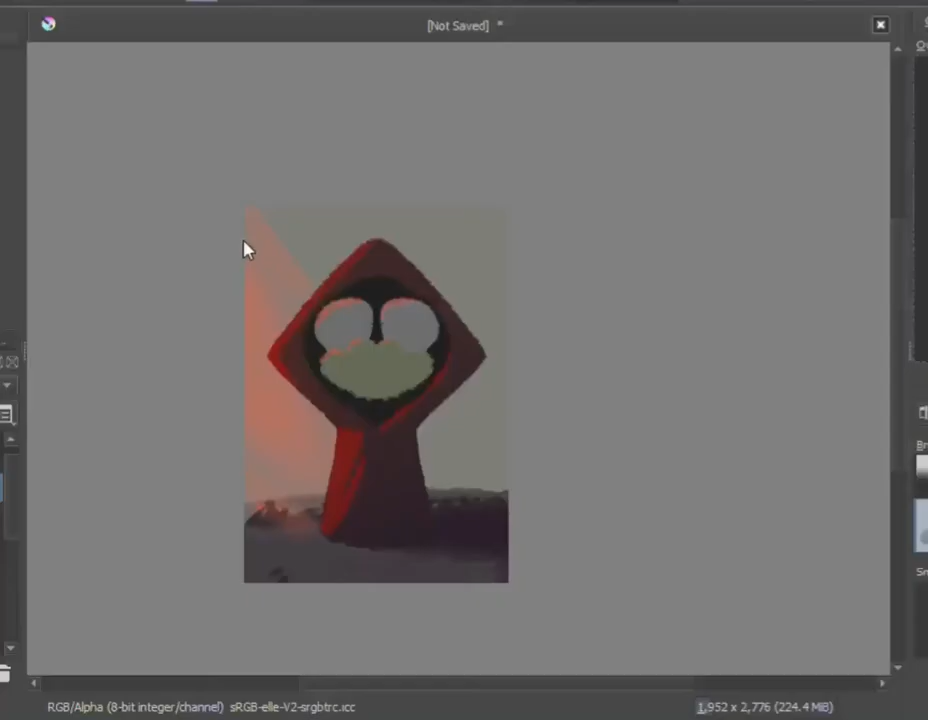 [Not Saved] *
RGB/Alpha (8-bit integer/channel) sRGB-elle-V2-srgbtrc.icc
1,952 x 2,776 (224.4 MiB)